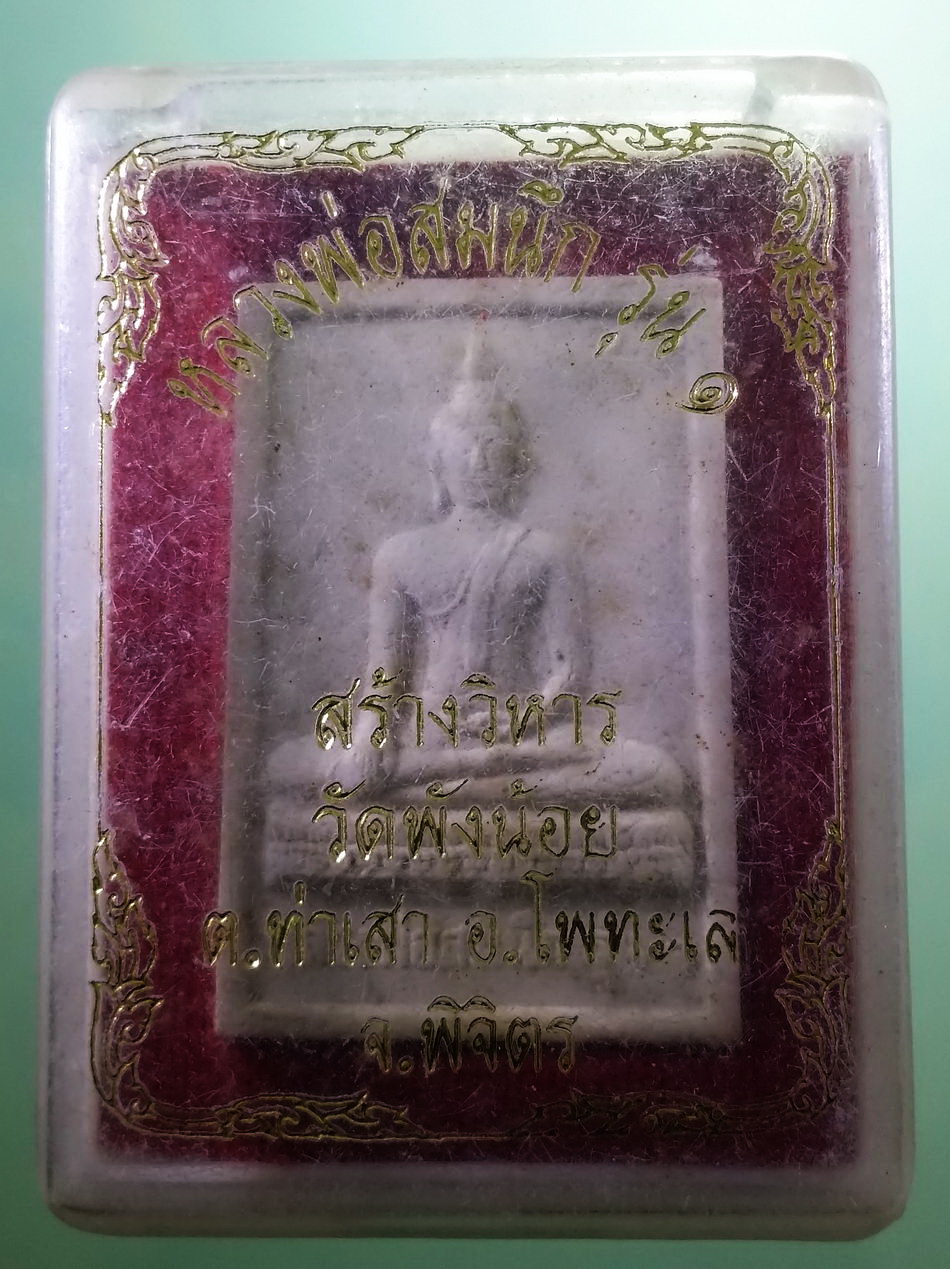 หลวงพ่อสมนึก รุ่น ๑
สร้างวิหาร
วัดพังน้อย
ต.ท่าเสา อ.โพทะเล
จ.พิจิตร